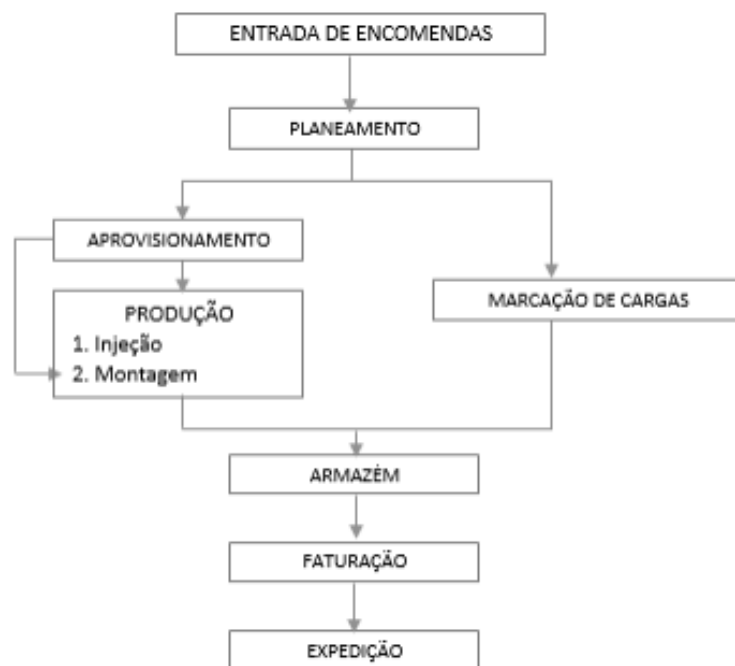 ENTRADA DE ENCOMENDAS
PLANEAMENTO
APROVISIONAMENTO
MARCAÇÃO DE CARGAS
PRODUÇÃO
1. Injeção
2. Montagem
ARMAZÉM
FATURAÇÃO
EXPEDIÇÃO